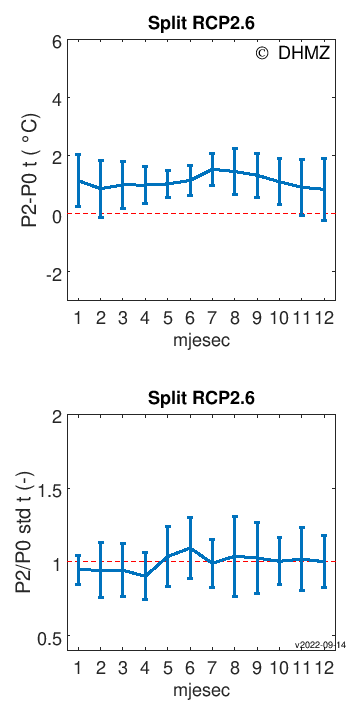 Split RCP2.6
© DHMZ
P2-P0 t ( °C)
6
4
2
0
-2
1 2 3 4 5 6 7 8 9 10 11 12
mjesec
Split RCP2.6
P2/P0 std t (-)
2
1.5
1
0.5
v2022-09-14
1 2 3 4 5 6 7 8 9 10 11 12
mjesec